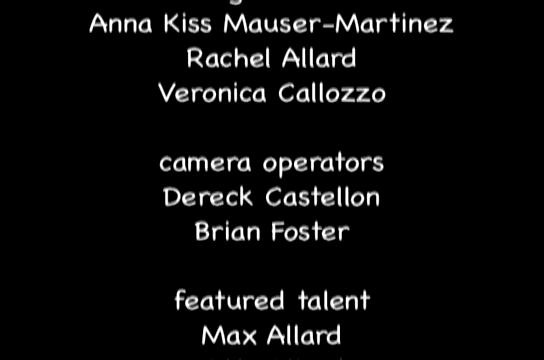 Anna Kiss Mauser-Martinez
Rachel Allard
Veronica Callozzo
camera operators
Dereck Castellon
Brian Foster
featured talent
Max Allard